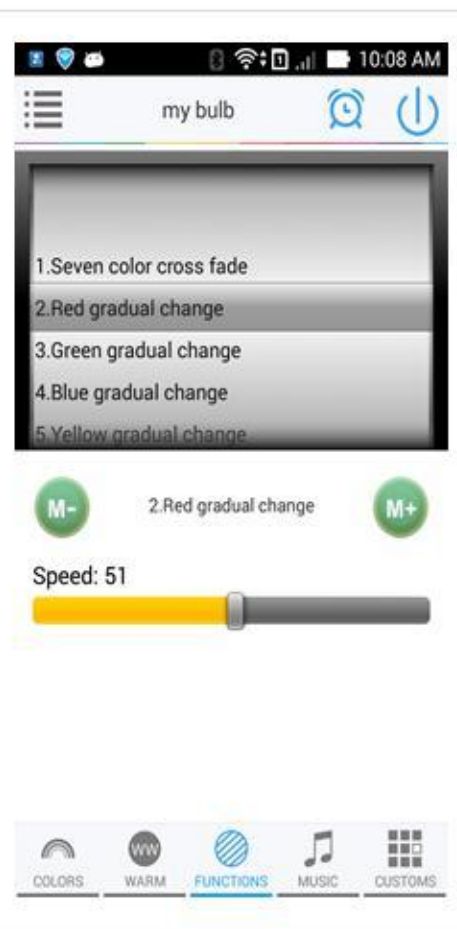 10:08 AM
my bulb
1.Seven color cross fade
2.Red gradual change
3.Green gradual change
4.Blue gradual change
5.Yellow gradual change
M- 2.Red gradual change M+
Speed: 51
WW
COLORS WARM FUNCTIONS MUSIC CUSTOMS